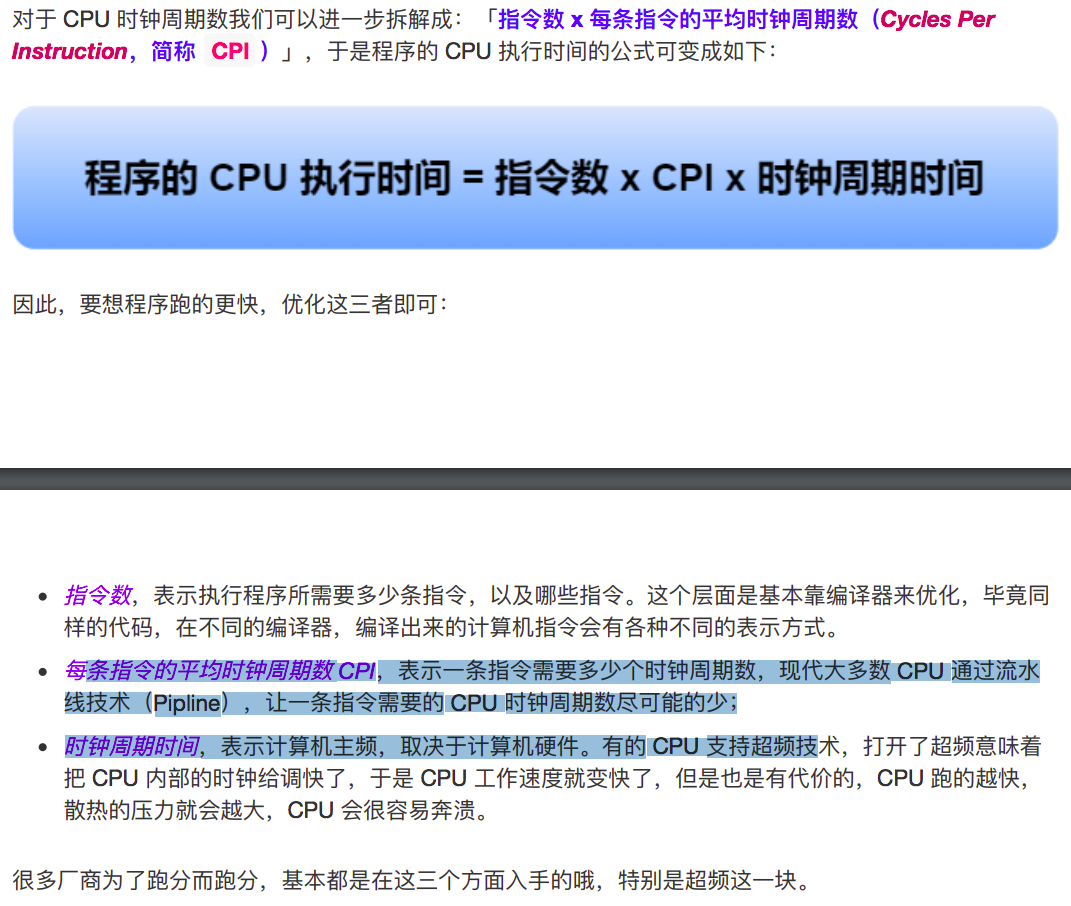 对于 CPU 时钟周期数我们可以进一步拆解成：「指令数 x 每条指令的平均时钟周期数（Cycles Per
Instruction，简称 CPI ）」，于是程序的 CPU 执行时间的公式可变成如下：
程序的 CPU 执行时间 = 指令数 x CPI x 时钟周期时间
因此，要想程序跑的更快，优化这三者即可：
• 指令数，表示执行程序所需要多少条指令，以及哪些指令。这个层面是基本靠编译器来优化，毕竟同
样的代码，在不同的编译器，编译出来的计算机指令会有各种不同的表示方式。
• 每条指令的平均时钟周期数 CPI，表示一条指令需要多少个时钟周期数，现代大多数 CPU 通过流水
线技术（Pipline），让一条指令需要的 CPU 时钟周期数尽可能的少；
• 时钟周期时间，表示计算机主频，取决于计算机硬件。有的 CPU 支持超频技术，打开了超频意味着
把 CPU 内部的时钟给调快了，于是 CPU 工作速度就变快了，但是也是有代价的，CPU 跑的越快，
散热的压力就会越大，CPU 会很容易奔溃。
很多厂商为了跑分而跑分，基本都是在这三个方面入手的哦，特别是超频这一块。